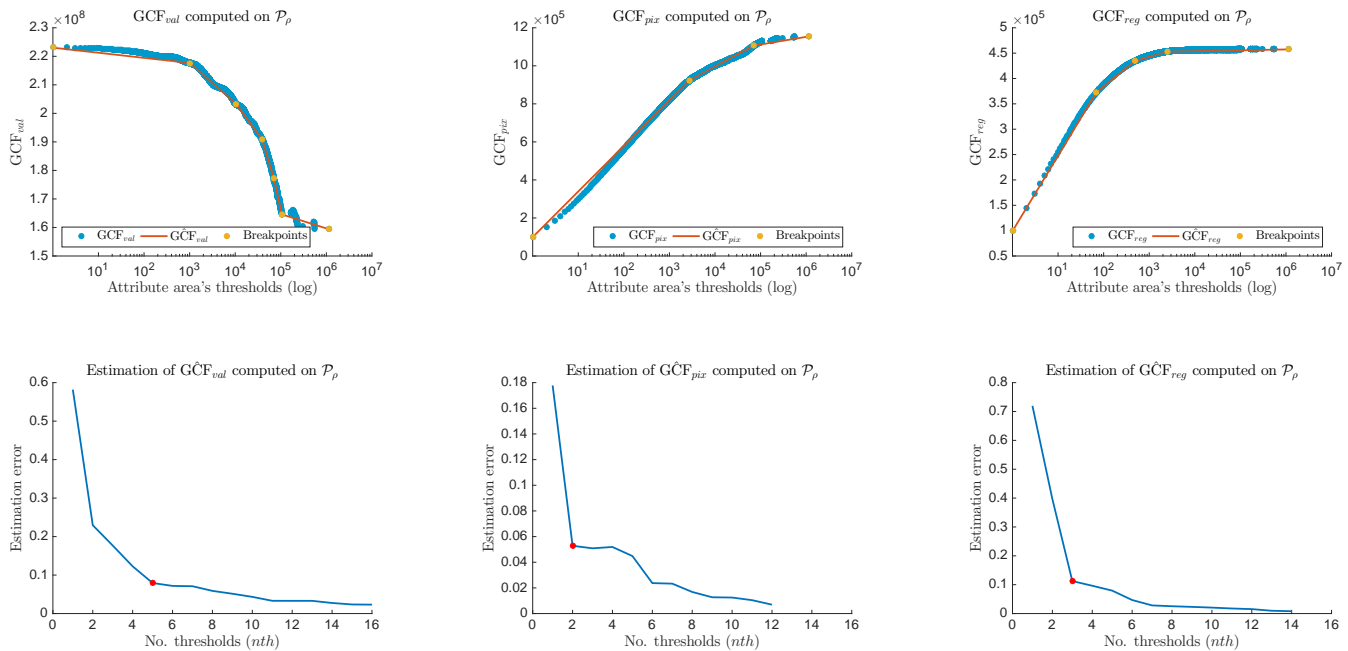 GCF_val computed on 𝒫_ρ
×10^8
GCF_val
2.3
2.2
2.1
2
1.9
1.8
1.7
1.6
1.5
GCF_val GĈF_val Breakpoints
10^1 10^2 10^3 10^4 10^5 10^6 10^7
Attribute area's thresholds (log)
GCF_pix computed on 𝒫_ρ
×10^5
GCF_pix
12
10
8
6
4
2
0
GCF_pix GĈF_pix Breakpoints
10^1 10^2 10^3 10^4 10^5 10^6 10^7
Attribute area's thresholds (log)
GCF_reg computed on 𝒫_ρ
×10^5
GCF_reg
5
4.5
4
3.5
3
2.5
2
1.5
1
0.5
GCF_reg GĈF_reg Breakpoints
10^1 10^2 10^3 10^4 10^5 10^6 10^7
Attribute area's thresholds (log)
Estimation of GĈF_val computed on 𝒫_ρ
Estimation error
0.6
0.5
0.4
0.3
0.2
0.1
0
0 2 4 6 8 10 12 14 16
No. thresholds (nth)
Estimation of GĈF_pix computed on 𝒫_ρ
Estimation error
0.18
0.16
0.14
0.12
0.1
0.08
0.06
0.04
0.02
0
0 2 4 6 8 10 12 14 16
No. thresholds (nth)
Estimation of GĈF_reg computed on 𝒫_ρ
Estimation error
0.8
0.7
0.6
0.5
0.4
0.3
0.2
0.1
0
0 2 4 6 8 10 12 14 16
No. thresholds (nth)